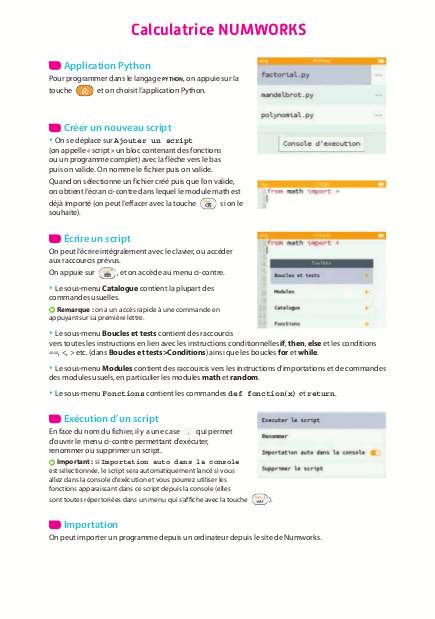 Calculatrice NUMWORKS
Application Python
Pour programmer dans le langage PYTHON, on appuie sur la
touche et on choisit l'application Python.
factorial.py
mandelbrot.py
polynomial.py
Console d'execution
Créer un nouveau script
• On se déplace sur Ajouter un script
(on appelle « script » un bloc contenant des fonctions
ou un programme complet) avec la flèche vers le bas
puis on valide. On nomme le fichier puis on valide.
Quand on sélectionne un fichier créé puis que l'on valide,
on obtient l'écran ci-contre dans lequel le module math est
déjà importé (on peut l'effacer avec la touche si on le
souhaite).
from math import *
Écrire un script
On peut l'écrire intégralement avec le clavier, ou accéder
aux raccourcis prévus.
On appuie sur , et on accède au menu ci-contre.
• Le sous-menu Catalogue contient la plupart des
commandes usuelles.
Remarque : on a un accès rapide à une commande en
appuyant sur sa première lettre.
from math import *
Toolbox
Boucles et tests
Modules
Catalogue
Fonctions
• Le sous-menu Boucles et tests contient des raccourcis
vers toutes les instructions en lien avec les instructions conditionnelles if, then, else et les conditions
==, <, > etc. (dans Boucles et tests>Conditions) ainsi que les boucles for et while.
• Le sous-menu Modules contient des raccourcis vers les instructions d'importations et de commandes
des modules usuels, en particulier les modules math et random.
• Le sous-menu Fonctions contient les commandes def fonction(x) et return.
Exécution d'un script
En face du nom du fichier, il y a une case ... qui permet
d'ouvrir le menu ci-contre permettant d'exécuter,
renommer ou supprimer un script.
Important : si Importation auto dans la console
est sélectionnée, le script sera automatiquement lancé si vous
allez dans la console d'exécution et vous pourrez utiliser les
fonctions apparaissant dans ce script depuis la console (elles
sont toutes répertoriées dans un menu qui s'affiche avec la touche ).
Executer le script
Renommer
Importation auto dans la console
Supprimer le script
Importation
On peut importer un programme depuis un ordinateur depuis le site de Numworks.